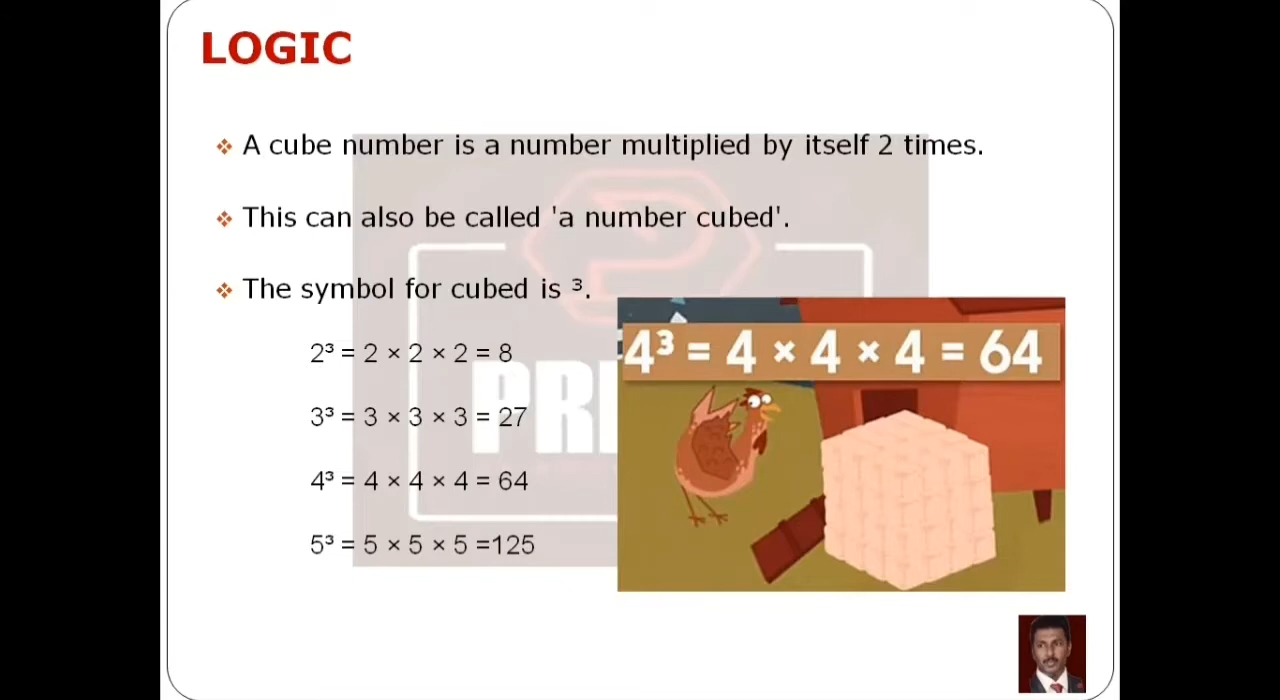 LOGIC
❖ A cube number is a number multiplied by itself 2 times.
❖ This can also be called 'a number cubed'.
❖ The symbol for cubed is ³.
2³ = 2 × 2 × 2 = 8
3³ = 3 × 3 × 3 = 27
4³ = 4 × 4 × 4 = 64
5³ = 5 × 5 × 5 =125
4³ = 4 × 4 × 4 = 64